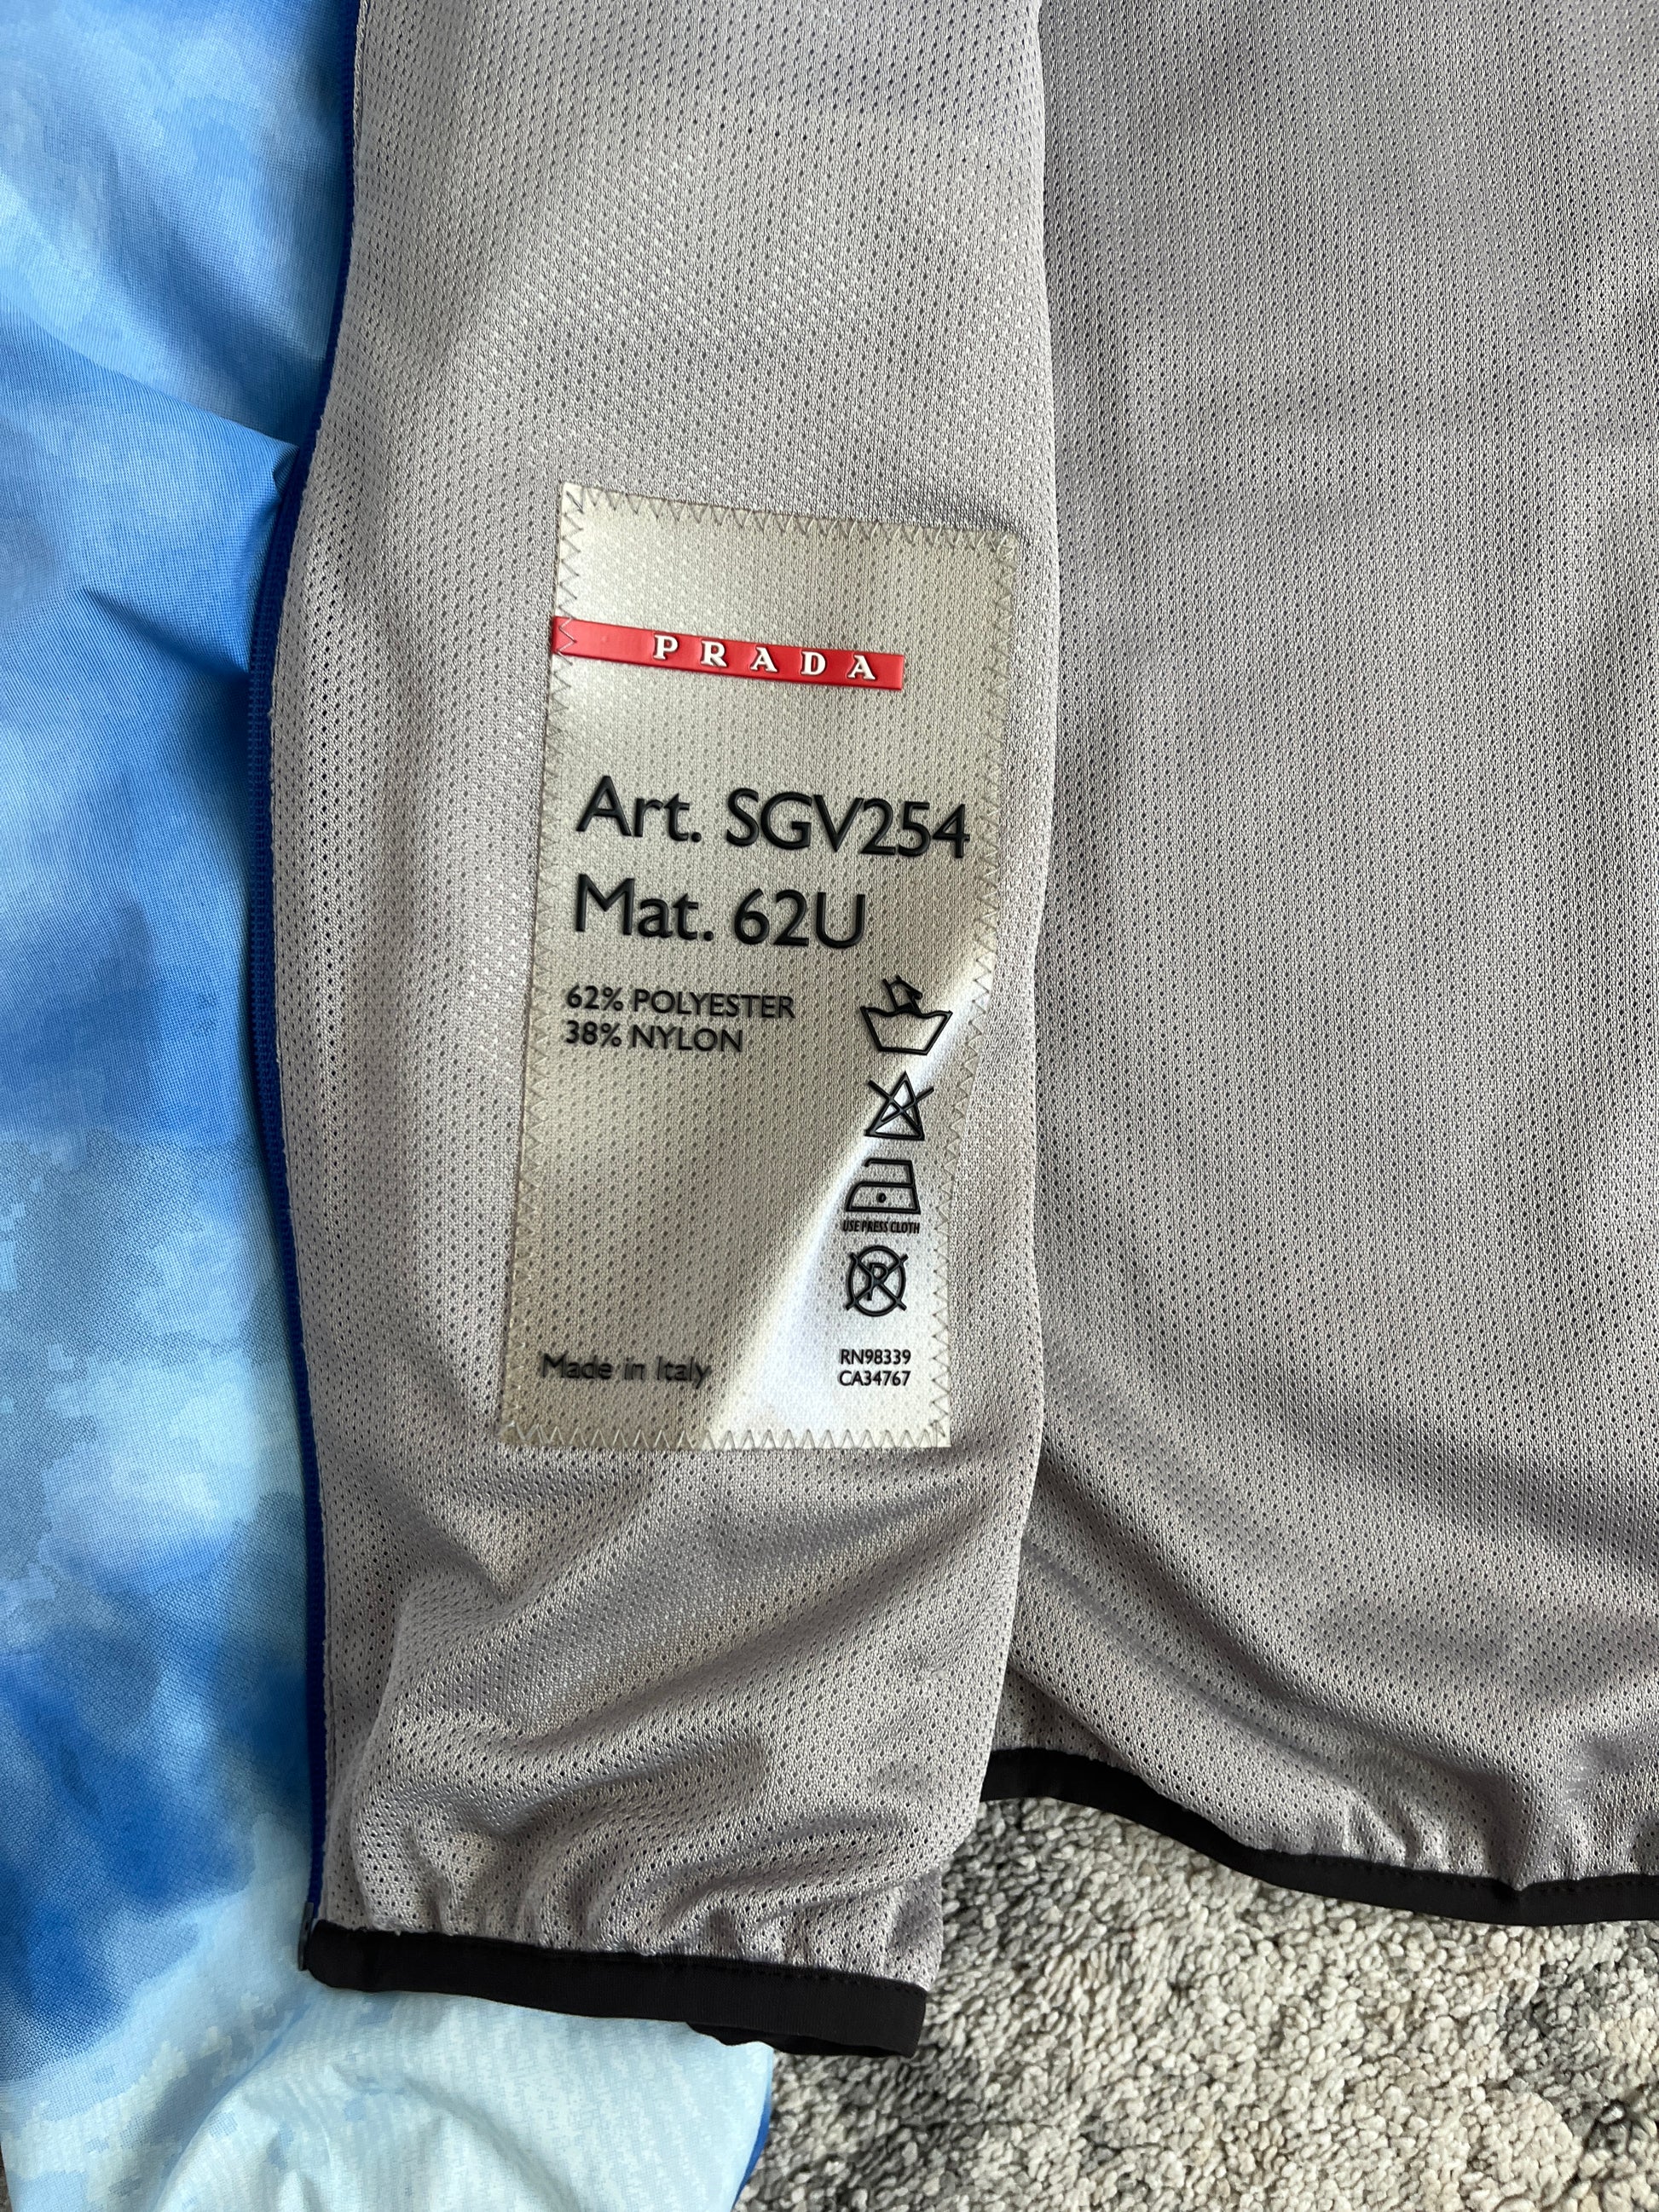 PRADA
Art. SGV254
Mat. 62U
62% POLYESTER
38% NYLON
USE PRESS CLOTH
P
Made in Italy
RN98339
CA34767